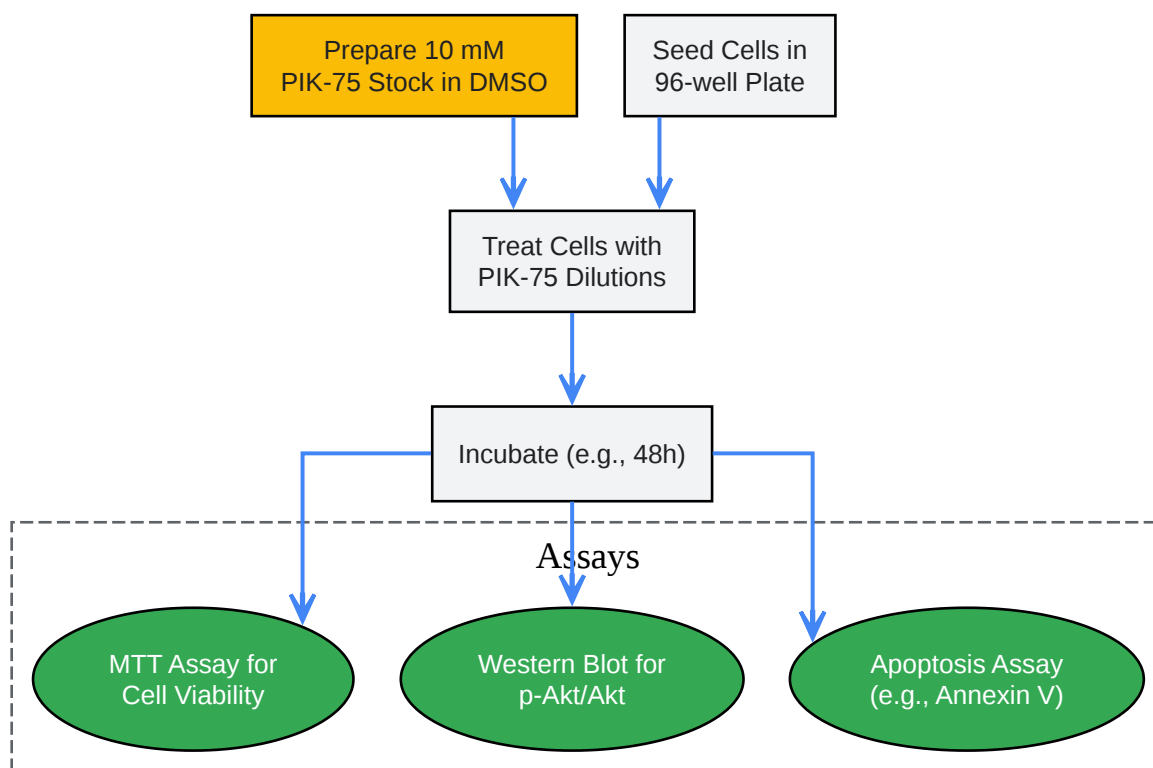 Prepare 10 mM
PIK-75 Stock in DMSO
Seed Cells in
96-well Plate
Treat Cells with
PIK-75 Dilutions
Incubate (e.g., 48h)
Assays
MTT Assay for
Cell Viability
Western Blot for
p-Akt/Akt
Apoptosis Assay
(e.g., Annexin V)